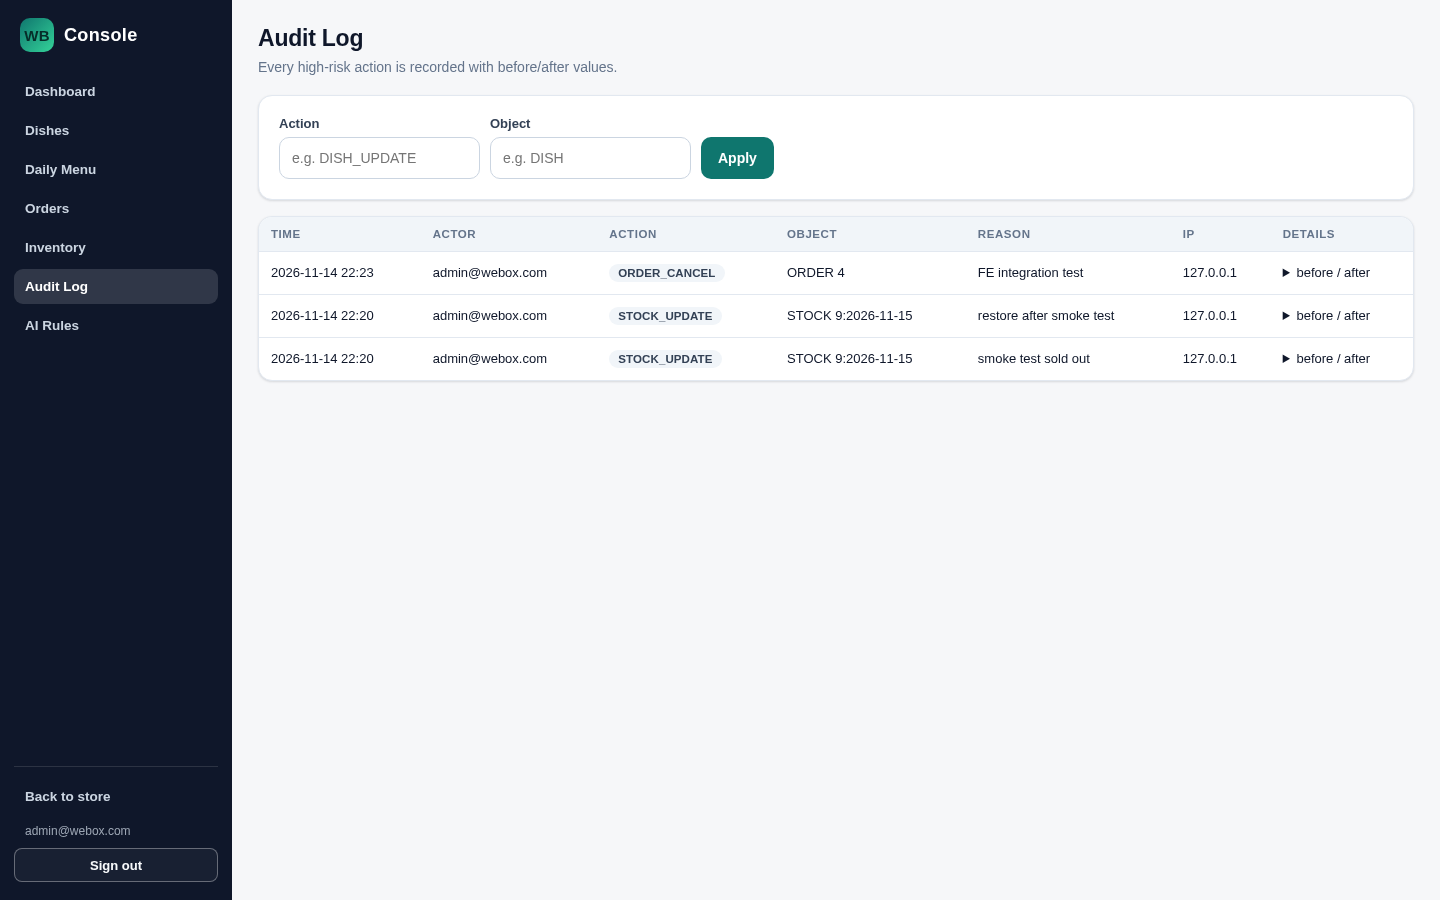 WB Console
Dashboard
Dishes
Daily Menu
Orders
Inventory
Audit Log
AI Rules
Back to store
admin@webox.com
Sign out
Audit Log
Every high-risk action is recorded with before/after values.
Action Object
e.g. DISH_UPDATE e.g. DISH Apply
TIME ACTOR ACTION OBJECT REASON IP DETAILS
2026-11-14 22:23 admin@webox.com ORDER_CANCEL ORDER 4 FE integration test 127.0.0.1 ▶ before / after
2026-11-14 22:20 admin@webox.com STOCK_UPDATE STOCK 9:2026-11-15 restore after smoke test 127.0.0.1 ▶ before / after
2026-11-14 22:20 admin@webox.com STOCK_UPDATE STOCK 9:2026-11-15 smoke test sold out 127.0.0.1 ▶ before / after